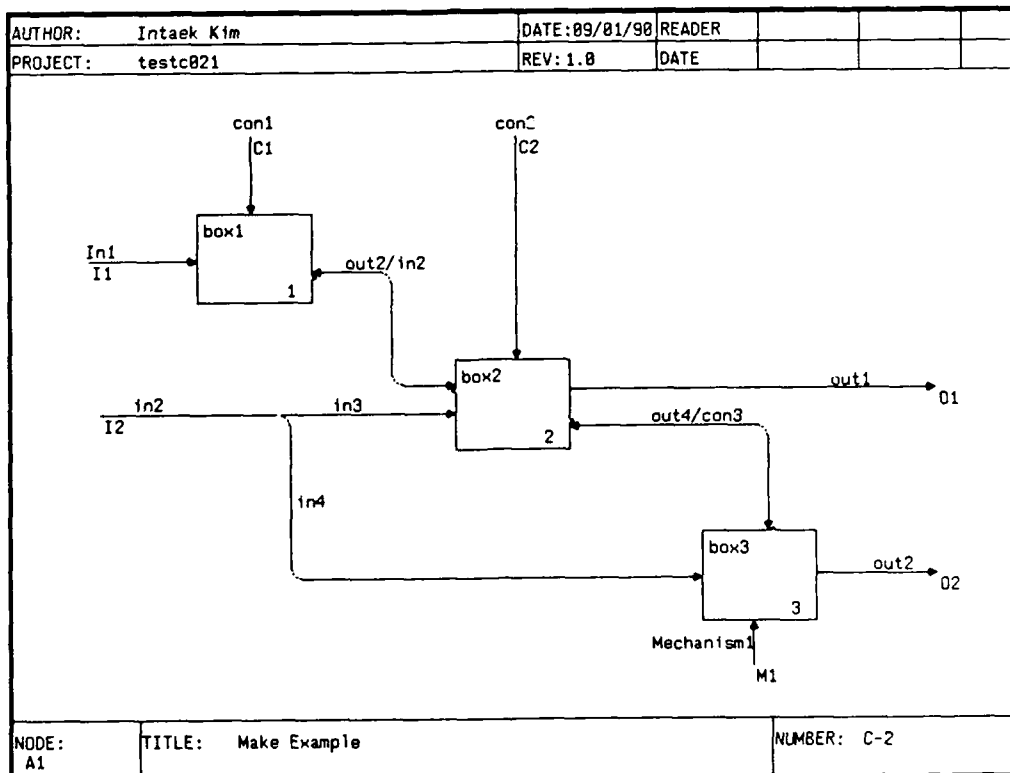 AUTHOR: Intaek Kim DATE:09/01/90 READER
PROJECT: testc021 REV: 1.0 DATE
con1
C1
C2
box1
In1
I1
1
out2/in2
box2
out1
O1
in2
I2
in3
2
out4/con3
in4
box3
out2
O2
3
Mechanism1
M1
NODE: TITLE: Make Example NUMBER: C-2
A1